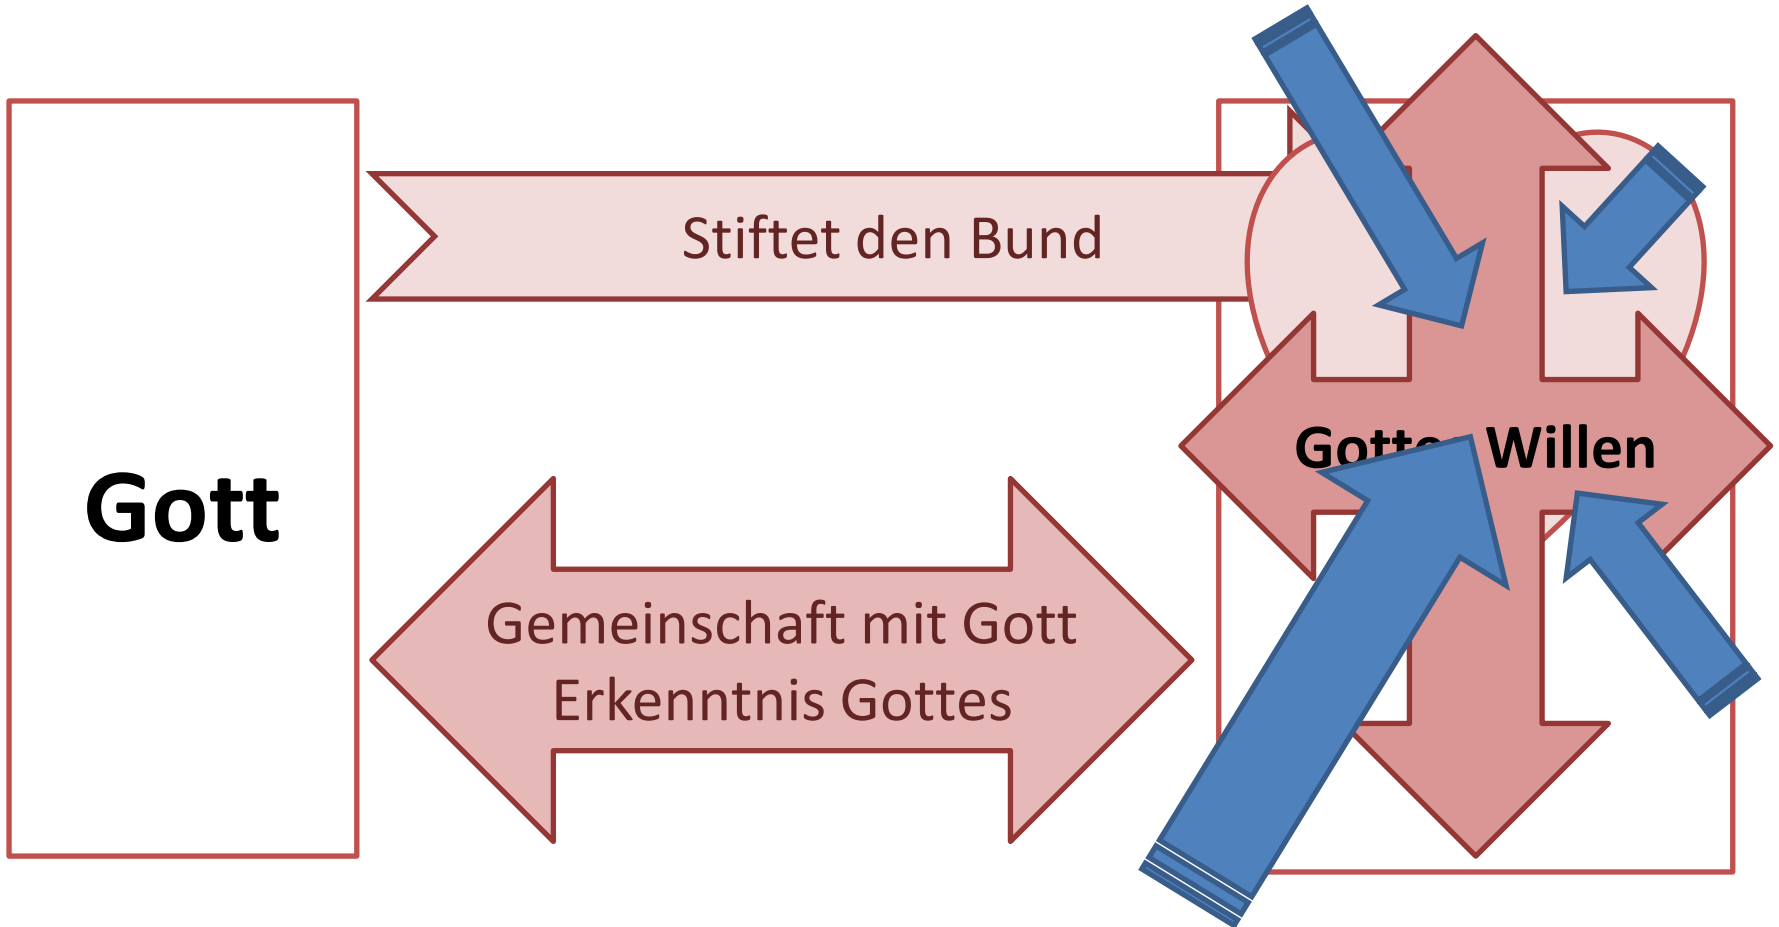 Stiftet den Bund
Gott
Willen
Gemeinschaft mit Gott
Erkenntnis Gottes